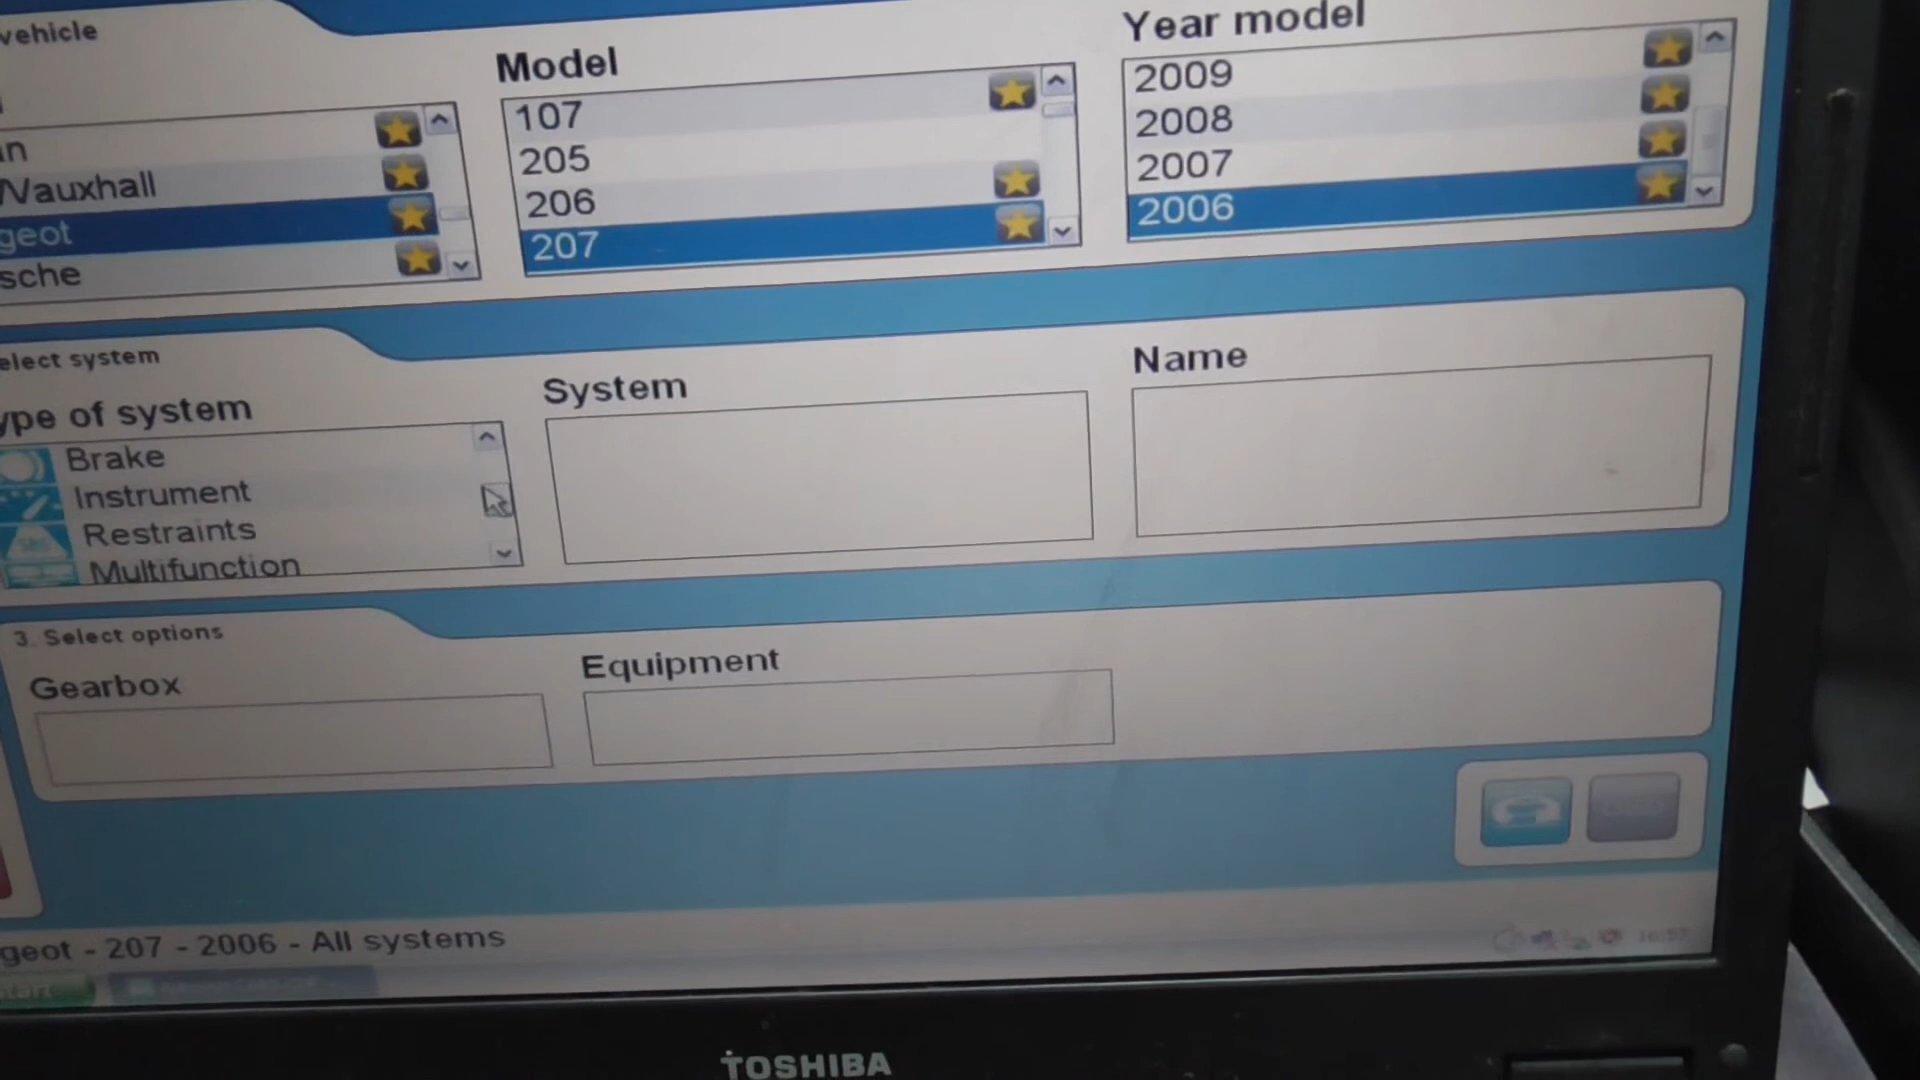 vehicle
Model
Year model
/Vauxhall
geot
sche
107
205
206
207
2009
2008
2007
2006
elect system
ype of system
System
Name
Brake
Instrument
Restraints
Multifunction
3. Select options
Gearbox
Equipment
geot - 207 - 2006 - All systems
TOSHIBA